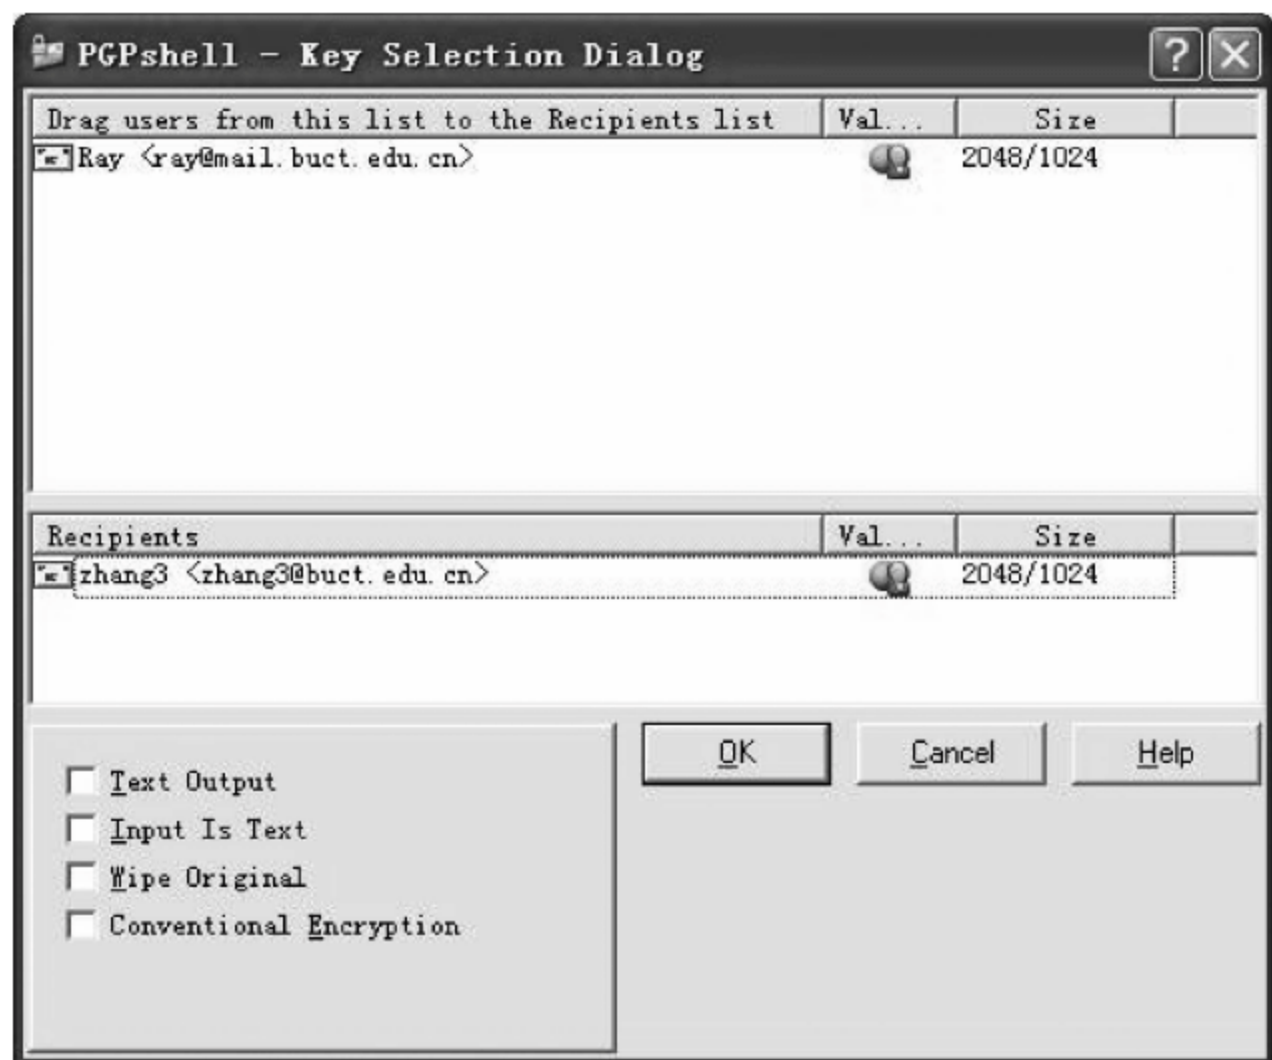 PGPshell - Key Selection Dialog
Drag users from this list to the Recipients list Val... Size
Ray <ray@mail.buct.edu.cn> 2048/1024
Recipients Val... Size
zhang3 <zhang3@buct.edu.cn> 2048/1024
OK Cancel Help
Text Output
Input Is Text
Wipe Original
Conventional Encryption